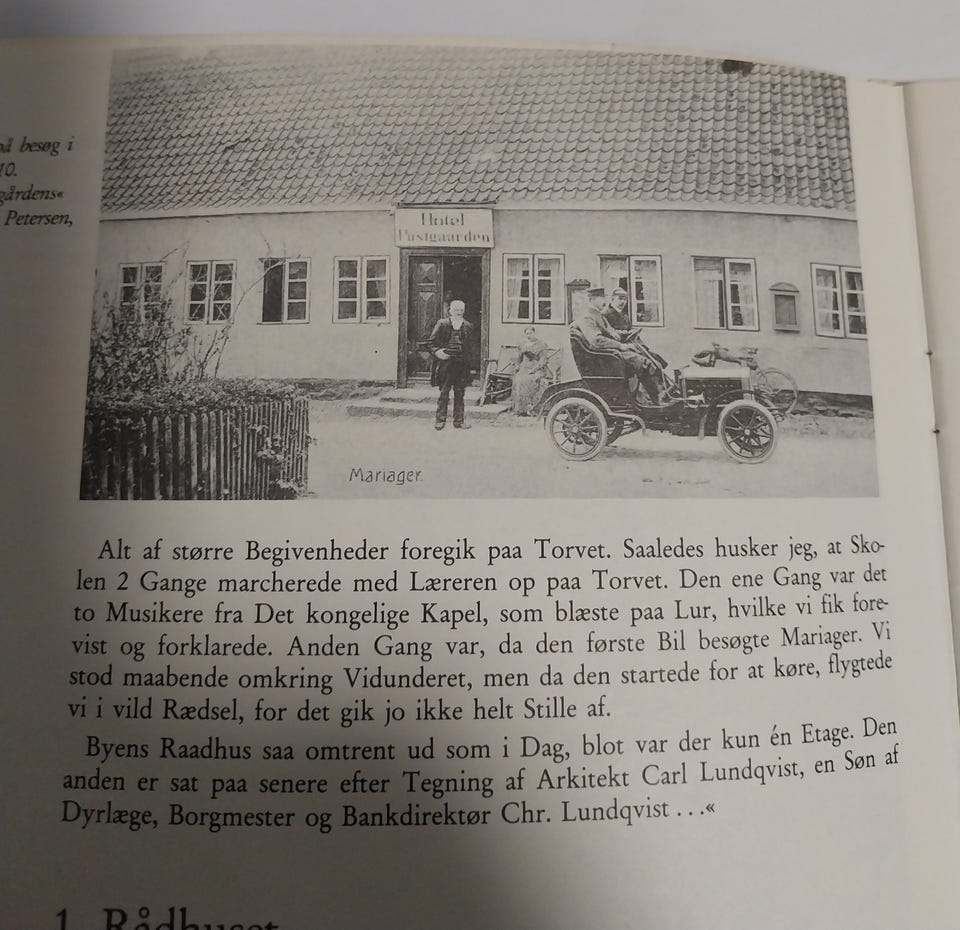 på besøg i
10.
gårdens«
Petersen,
Hotel
Postgaarden
Mariager.
Alt af større Begivenheder foregik paa Torvet. Saaledes husker jeg, at Sko-
len 2 Gange marcherede med Læreren op paa Torvet. Den ene Gang var det
to Musikere fra Det kongelige Kapel, som blæste paa Lur, hvilke vi fik fore-
vist og forklarede. Anden Gang var, da den første Bil besøgte Mariager. Vi
stod maabende omkring Vidunderet, men da den startede for at køre, flygtede
vi i vild Rædsel, for det gik jo ikke helt Stille af.
Byens Raadhus saa omtrent ud som i Dag, blot var der kun én Etage. Den
anden er sat paa senere efter Tegning af Arkitekt Carl Lundqvist, en Søn af
Dyrlæge, Borgmester og Bankdirektør Chr. Lundqvist ...«
1. Rådhuset